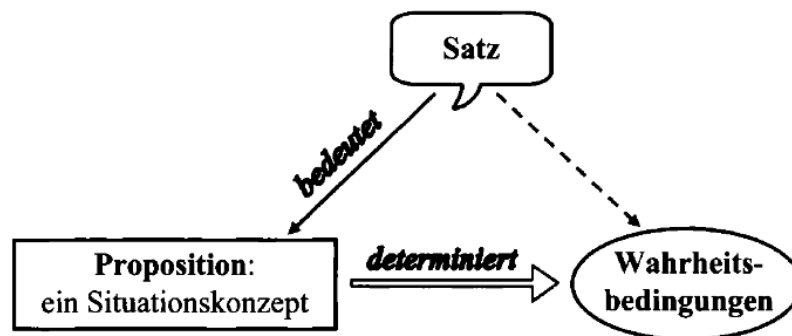 Satz
bedeutet
Proposition:
ein Situationskonzept
determiniert
Wahrheits-
bedingungen